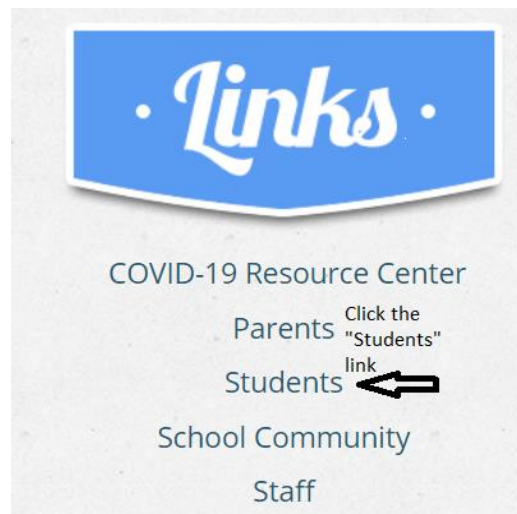 Links
COVID-19 Resource Center
Parents
Click the
"Students"
link
Students
School Community
Staff